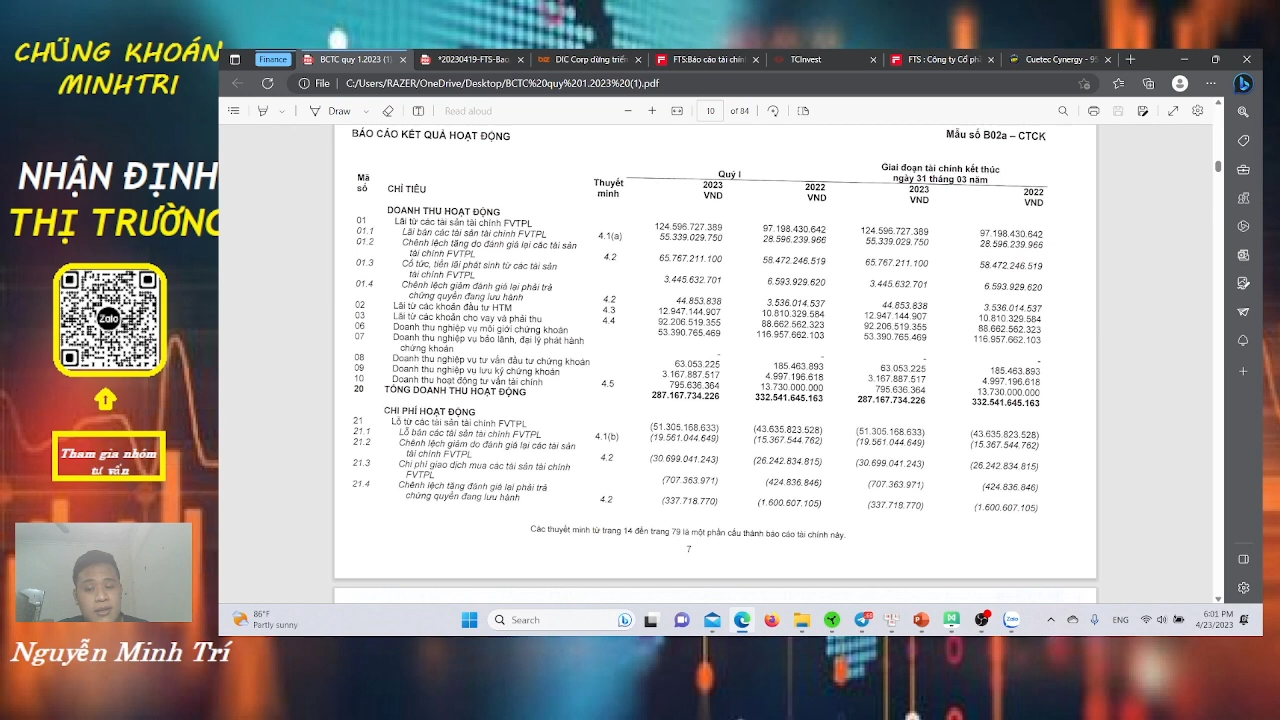 CHỨNG KHOÁN
MINHTRI
NHẬN ĐỊNH
THỊ TRƯỜNG
Zalo
Tham gia nhóm
tư vấn
Nguyễn Minh Trí
Finance
BCTC quy 1.2023 (1)
*20230419-FTS-Bao
DIC Corp dừng triển
FTS:Báo cáo tài chín
TCInvest
FTS : Công ty Cổ ph
Cuetec Cynergy - 95
File
C:/Users/RAZER/OneDrive/Desktop/BCTC%20quy%201.2023%20(1).pdf
Draw
Read aloud
10 of 84
BÁO CÁO KẾT QUẢ HOẠT ĐỘNG Mẫu số B02a – CTCK
Mã số CHỈ TIÊU Thuyết minh Quý I Giai đoạn tài chính kết thúc ngày 31 tháng 03 năm
2023 VND 2022 VND 2023 VND 2022 VND
DOANH THU HOẠT ĐỘNG
01 Lãi từ các tài sản tài chính FVTPL 124.596.727.389 97.198.430.642 124.596.727.389 97.198.430.642
01.1 Lãi bán các tài sản tài chính FVTPL 4.1(a) 55.339.029.750 28.596.239.966 55.339.029.750 28.596.239.966
01.2 Chênh lệch tăng do đánh giá lại các tài sản
tài chính FVTPL 4.2 65.767.211.100 58.472.246.519 65.767.211.100 58.472.246.519
01.3 Cổ tức, tiền lãi phát sinh từ các tài sản
tài chính FVTPL 3.445.632.701 6.593.929.620 3.445.632.701 6.593.929.620
01.4 Chênh lệch giảm đánh giá lại phải trả
chứng quyền đang lưu hành 4.2 44.853.838 3.536.014.537 44.853.838 3.536.014.537
02 Lãi từ các khoản đầu tư HTM 4.3 12.947.144.907 10.810.329.584 12.947.144.907 10.810.329.584
03 Lãi từ các khoản cho vay và phải thu 4.4 92.206.519.355 88.662.562.323 92.206.519.355 88.662.562.323
06 Doanh thu nghiệp vụ môi giới chứng khoán 53.390.765.469 116.957.662.103 53.390.765.469 116.957.662.103
07 Doanh thu nghiệp vụ bảo lãnh, đại lý phát hành
chứng khoán - - - -
08 Doanh thu nghiệp vụ tư vấn đầu tư chứng khoán 63.053.225 185.463.893 63.053.225 185.463.893
09 Doanh thu nghiệp vụ lưu ký chứng khoán 3.167.887.517 4.997.196.618 3.167.887.517 4.997.196.618
10 Doanh thu hoạt động tư vấn tài chính 4.5 795.636.364 13.730.000.000 795.636.364 13.730.000.000
20 TỔNG DOANH THU HOẠT ĐỘNG 287.167.734.226 332.541.645.163 287.167.734.226 332.541.645.163
CHI PHÍ HOẠT ĐỘNG
21 Lỗ từ các tài sản tài chính FVTPL (51.305.168.633) (43.635.823.528) (51.305.168.633) (43.635.823.528)
21.1 Lỗ bán các tài sản tài chính FVTPL 4.1(b) (19.561.044.649) (15.367.544.762) (19.561.044.649) (15.367.544.762)
21.2 Chênh lệch giảm do đánh giá lại các tài sản
tài chính FVTPL 4.2 (30.699.041.243) (26.242.834.815) (30.699.041.243) (26.242.834.815)
21.3 Chi phí giao dịch mua các tài sản tài chính
FVTPL (707.363.971) (424.836.846) (707.363.971) (424.836.846)
21.4 Chênh lệch tăng đánh giá lại phải trả
chứng quyền đang lưu hành 4.2 (337.718.770) (1.600.607.105) (337.718.770) (1.600.607.105)
Các thuyết minh từ trang 14 đến trang 79 là một phần cấu thành báo cáo tài chính này.
7
86°F
Partly sunny
Search
ENG
6:01 PM
4/23/2023